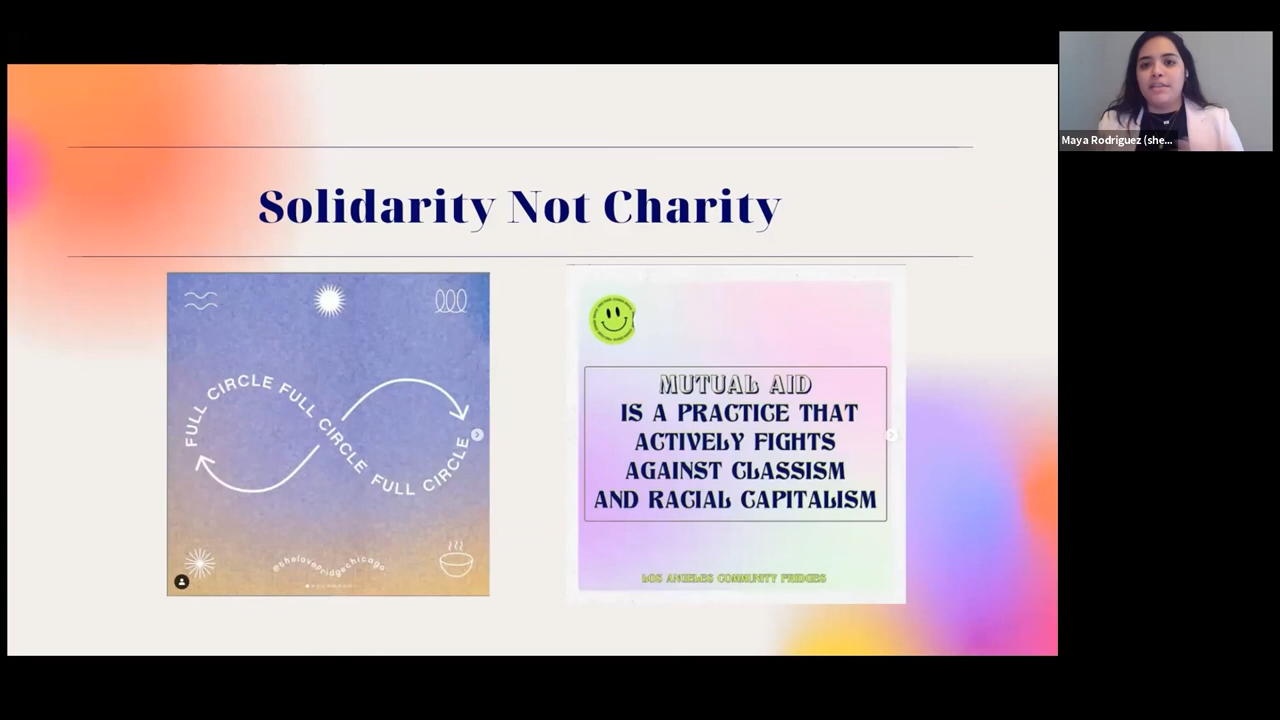 Maya Rodriguez (she...
Solidarity Not Charity
FULL CIRCLE FULL CIRCLE FULL CIRCLE
@thelovefridgechicago
MUTUAL AID
IS A PRACTICE THAT
ACTIVELY FIGHTS
AGAINST CLASSISM
AND RACIAL CAPITALISM
LOS ANGELES COMMUNITY FRIDGES